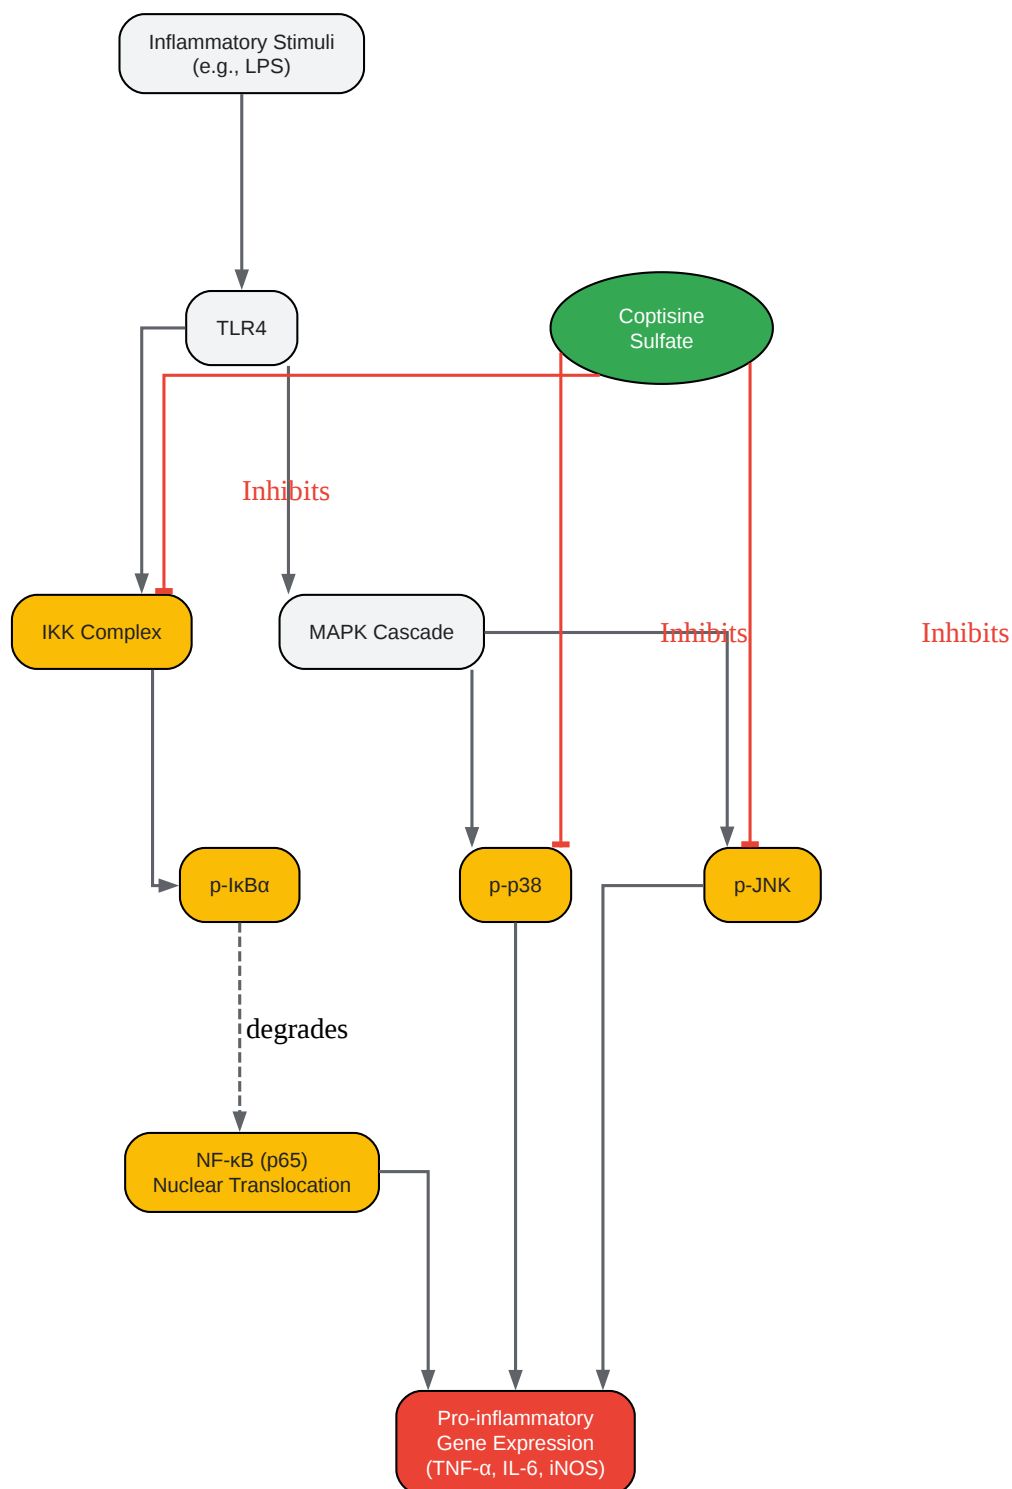 Inflammatory Stimuli
(e.g., LPS)
TLR4
Coptisine
Sulfate
Inhibits
IKK Complex
MAPK Cascade
Inhibits
Inhibits
p-IκBα
p-p38
p-JNK
degrades
NF-κB (p65)
Nuclear Translocation
Pro-inflammatory
Gene Expression
(TNF-α, IL-6, iNOS)